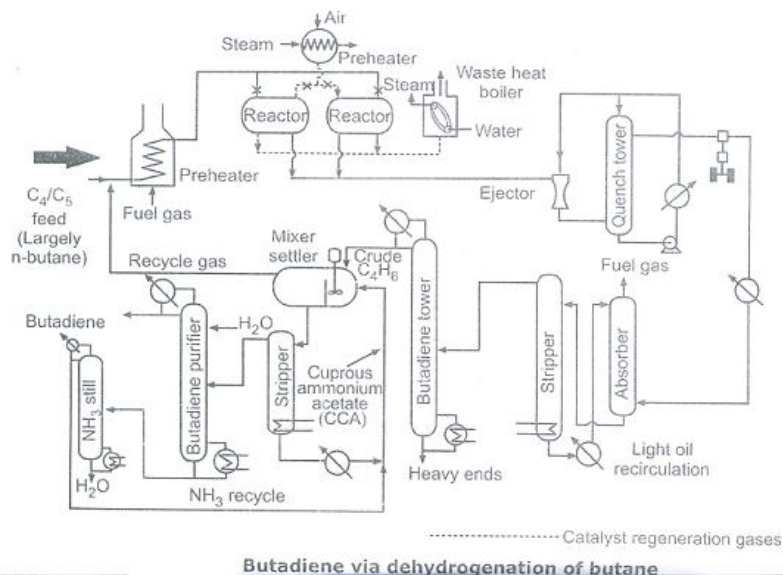 Air
Steam
Preheater
Steam
Waste heat
boiler
Reactor
Reactor
Water
Quench tower
Preheater
Ejector
C4/C5
feed
(Largely
n-butane)
Fuel gas
Mixer
settler
Crude
C4H6
Fuel gas
Recycle gas
Butadiene
H2O
Butadiene purifier
Stripper
Butadiene tower
Stripper
Absorber
NH3 still
Cuprous
ammonium
acetate
(CCA)
Light oil
recirculation
Heavy ends
H2O
NH3 recycle
Catalyst regeneration gases
Butadiene via dehydrogenation of butane